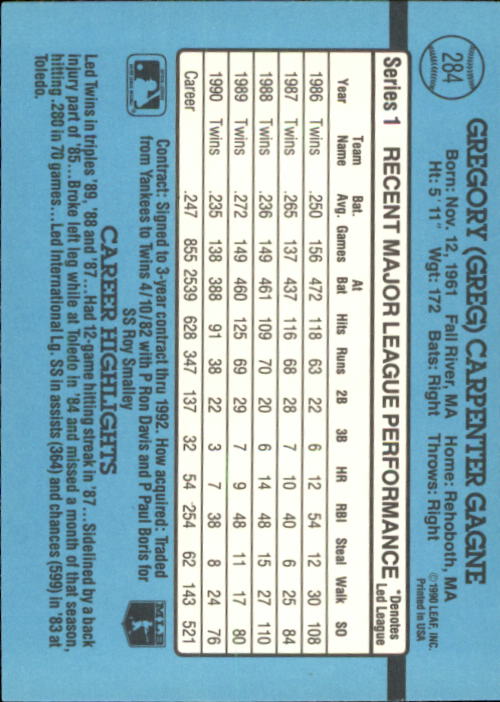 284
GREGORY (GREG) CARPENTER GAGNE
Born: Nov. 12, 1961 Fall River, MA Home: Rehoboth, MA
Ht: 5'11" Wgt: 172 Bats: Right Throws: Right
© 1990 LEAF, INC.
Printed in USA
Series 1 RECENT MAJOR LEAGUE PERFORMANCE *Denotes Led League
Year Team Name Bat. Avg. Games At Bat Hits Runs 2B 3B HR RBI Steal Walk SO
1986 Twins .250 156 472 118 63 22 6 12 54 12 30 108
1987 Twins .265 137 437 116 68 28 7 10 40 6 25 84
1988 Twins .236 149 461 109 70 20 6 14 48 15 27 110
1989 Twins .272 149 460 125 69 29 7 9 48 11 17 80
1990 Twins .235 138 388 91 38 22 3 7 38 8 24 76
Career .247 855 2539 628 347 137 32 54 254 62 143 521
Contract: Signed to 3-year contract thru 1992. How acquired: Traded
from Yankees to Twins 4/10/82 with P Ron Davis and P Paul Boris for
SS Roy Smalley
MLB
CAREER HIGHLIGHTS
Led Twins in triples '89, '88 and '87...Had 12-game hitting streak in '87...Sidelined by a back
injury part of '85...Broke left leg while at Toledo in '84 and missed a month of that season,
hitting .280 in 70 games...Led International Lg. SS in assists (364) and chances (599) in '83 at
Toledo.